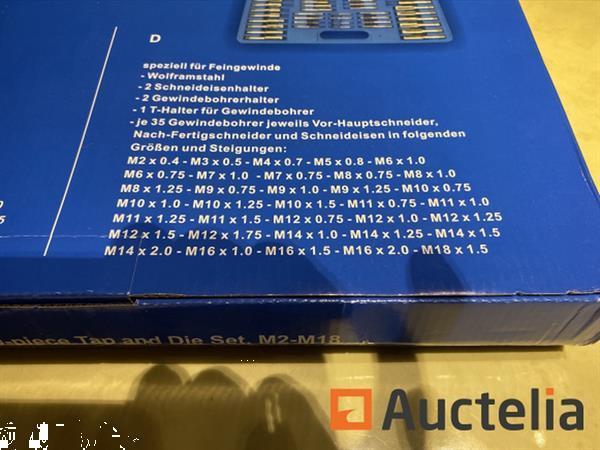 D
speziell für Feingewinde
- Wolframstahl
- 2 Schneideisenhalter
- 2 Gewindebohrerhalter
- 1 T-Halter für Gewindebohrer
- je 35 Gewindebohrer jeweils Vor-Hauptschneider,
Nach-Fertigschneider und Schneideisen in folgenden
Größen und Steigungen:
M2 x 0.4 - M3 x 0.5 - M4 x 0.7 - M5 x 0.8 - M6 x 1.0
M6 x 0.75 - M7 x 1.0 - M7 x 0.75 - M8 x 0.75 - M8 x 1.0
M8 x 1.25 - M9 x 0.75 - M9 x 1.0 - M9 x 1.25 - M10 x 0.75
M10 x 1.0 - M10 x 1.25 - M10 x 1.5 - M11 x 0.75 - M11 x 1.0
M11 x 1.25 - M11 x 1.5 - M12 x 0.75 - M12 x 1.0 - M12 x 1.25
M12 x 1.5 - M12 x 1.75 - M14 x 1.0 - M14 x 1.25 - M14 x 1.5
M14 x 2.0 - M16 x 1.0 - M16 x 1.5 - M16 x 2.0 - M18 x 1.5
-piece Tap and Die Set, M2-M18
Auctelia